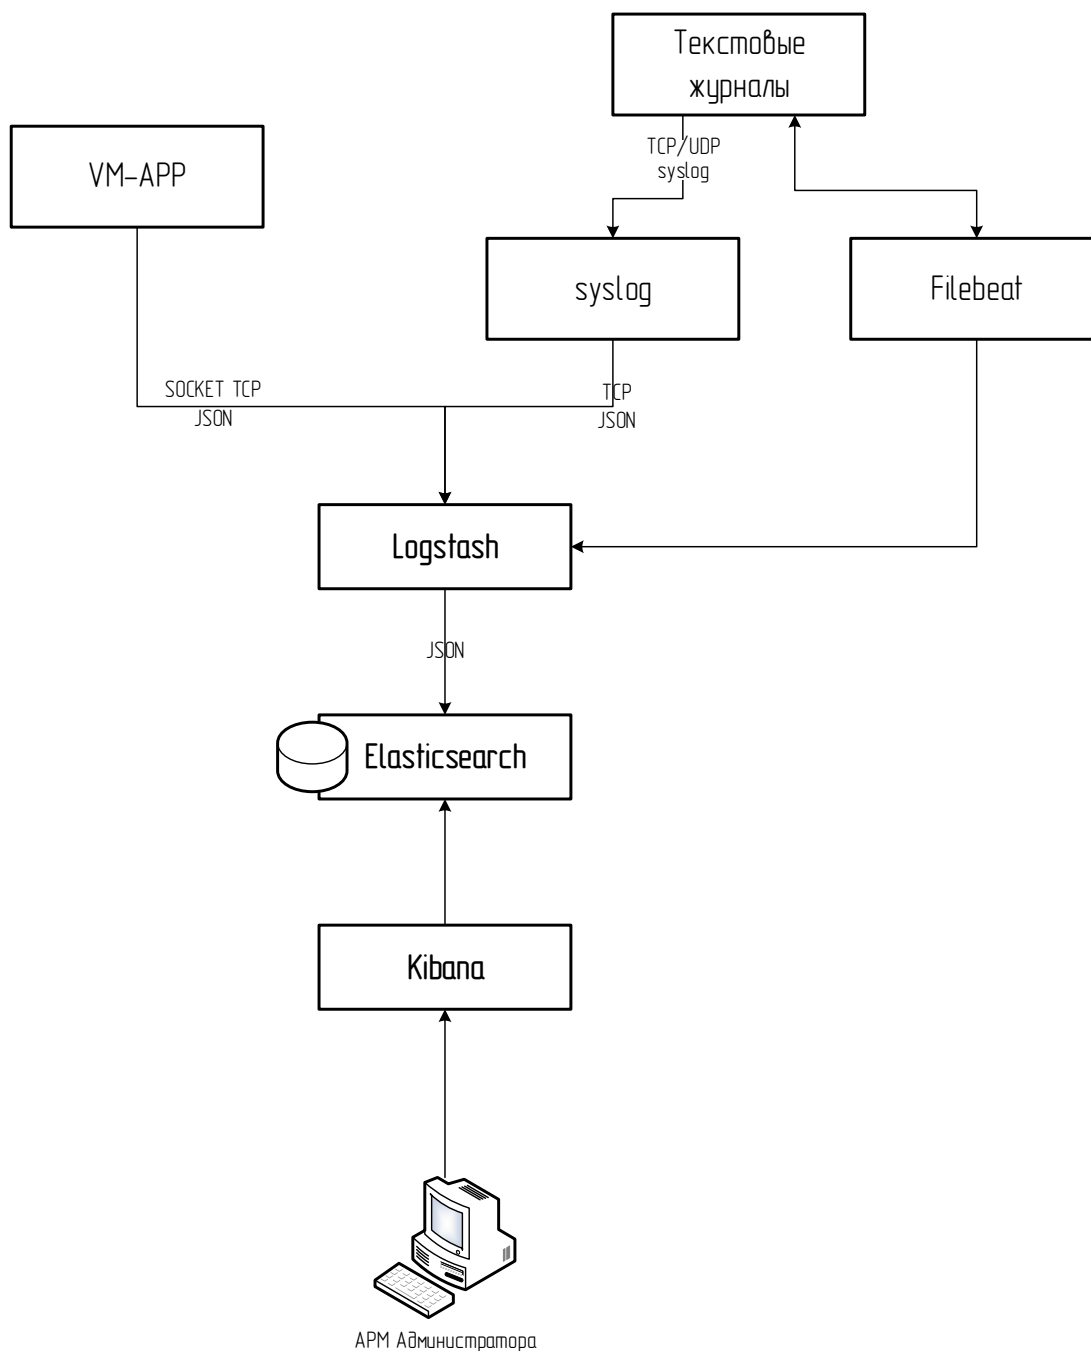 Текстовые
журналы
VM-APP
TCP/UDP
syslog
syslog
Filebeat
SOCKET TCP
JSON
TCP
JSON
Logstash
JSON
Elasticsearch
Kibana
АРМ Администратора